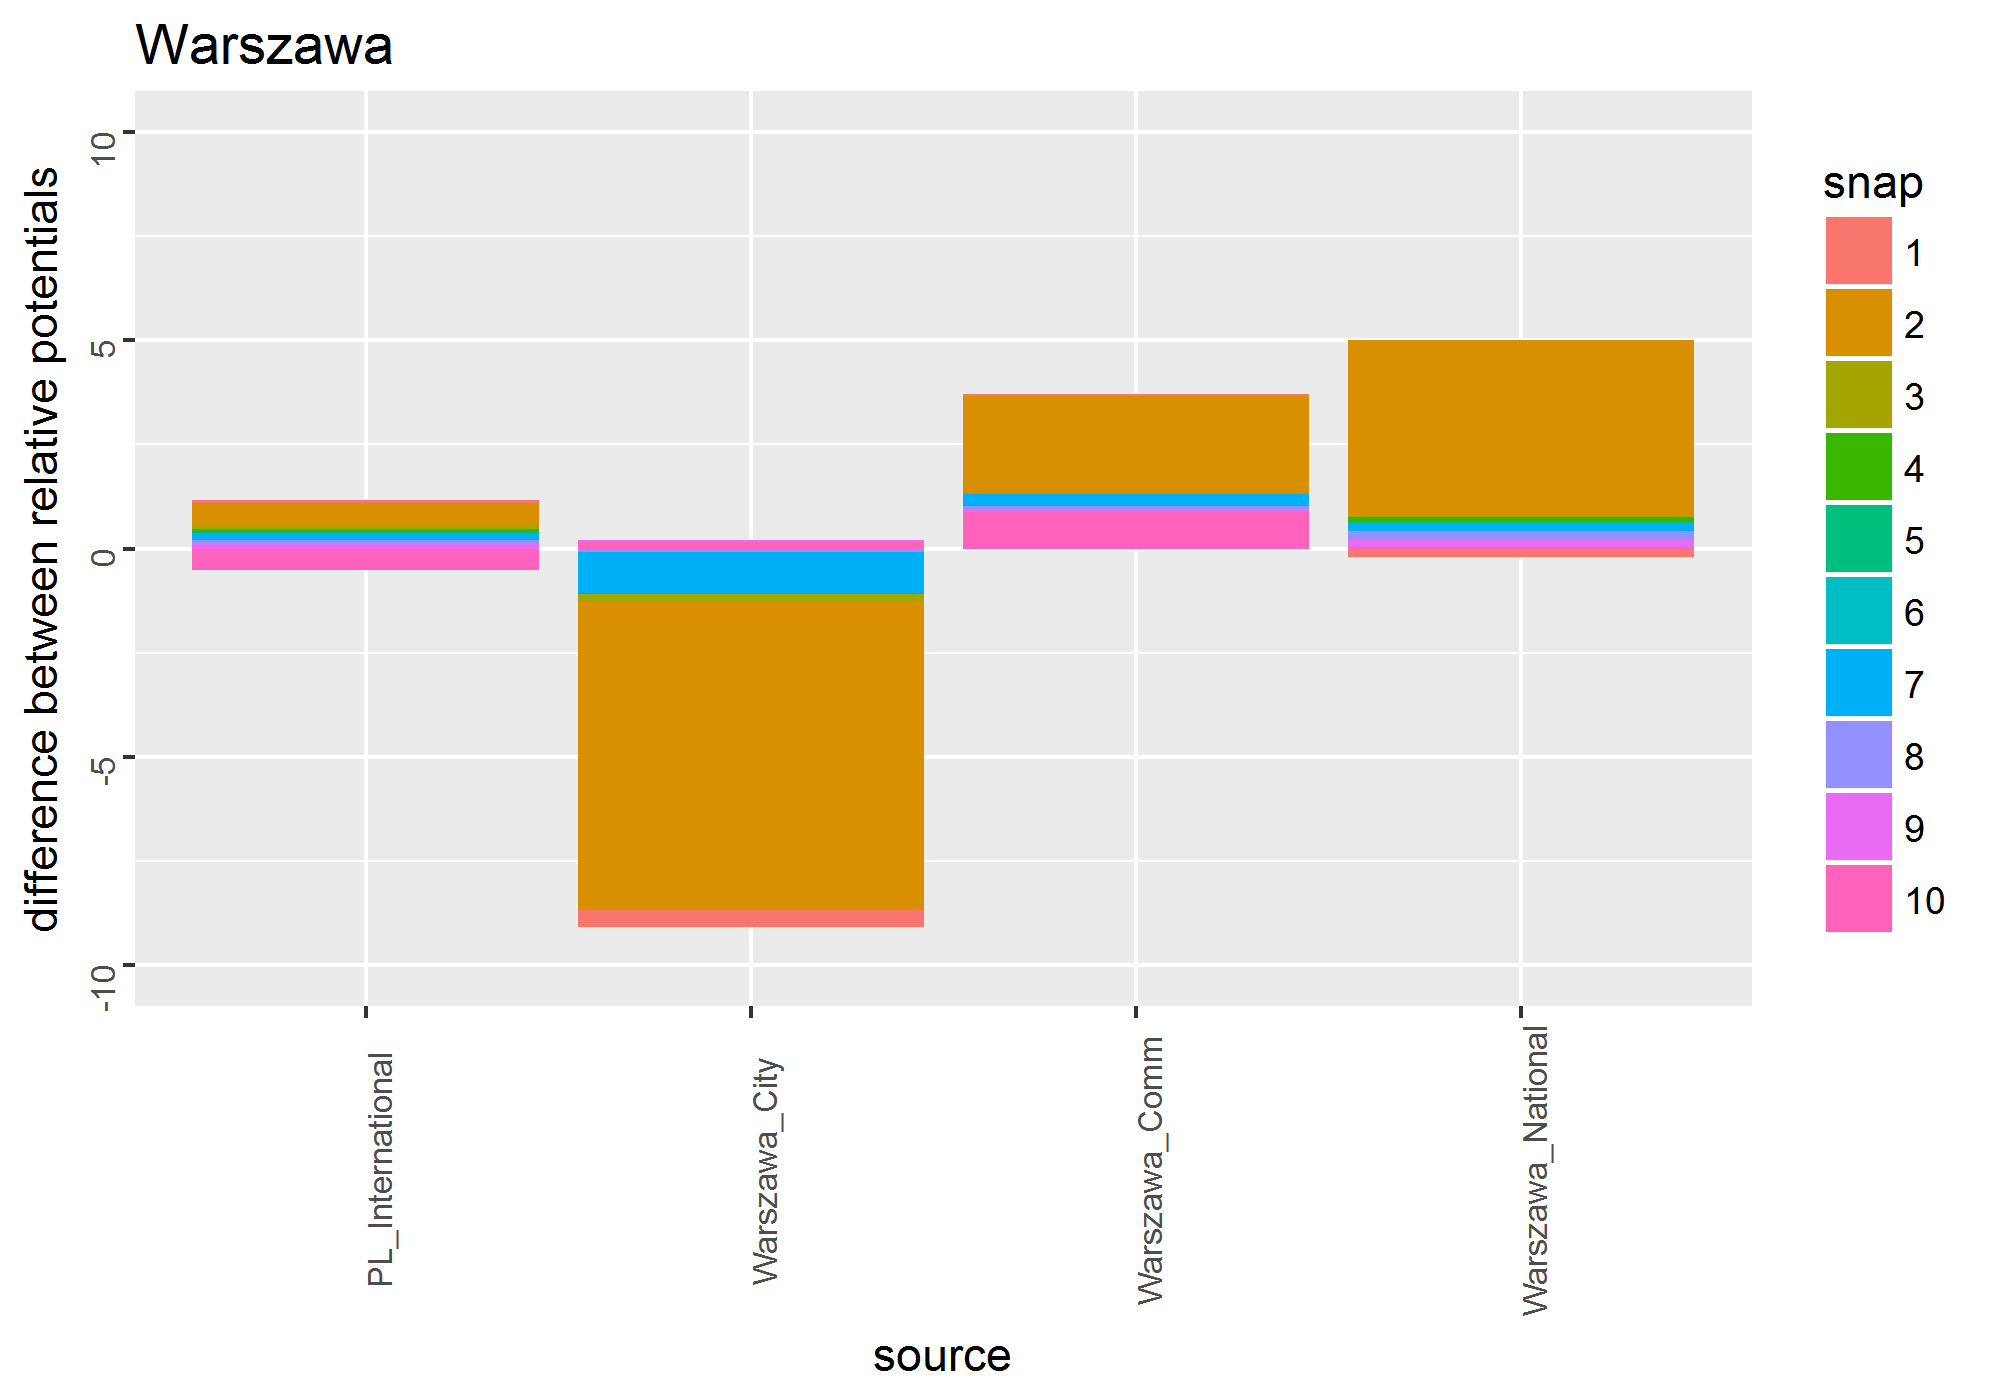 Warszawa
difference between relative potentials
10
5
0
-5
-10
PL_International
Warszawa_City
Warszawa_Comm
Warszawa_National
source
snap
1
2
3
4
5
6
7
8
9
10